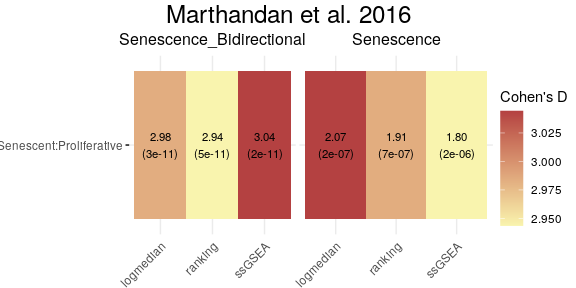 Marthandan et al. 2016
Senescence_Bidirectional
Senescence
Senescent:Proliferative
2.98
(3e-11)
2.94
(5e-11)
3.04
(2e-11)
2.07
(2e-07)
1.91
(7e-07)
1.80
(2e-06)
logmedian
ranking
ssGSEA
logmedian
ranking
ssGSEA
Cohen's D
3.025
3.000
2.975
2.950